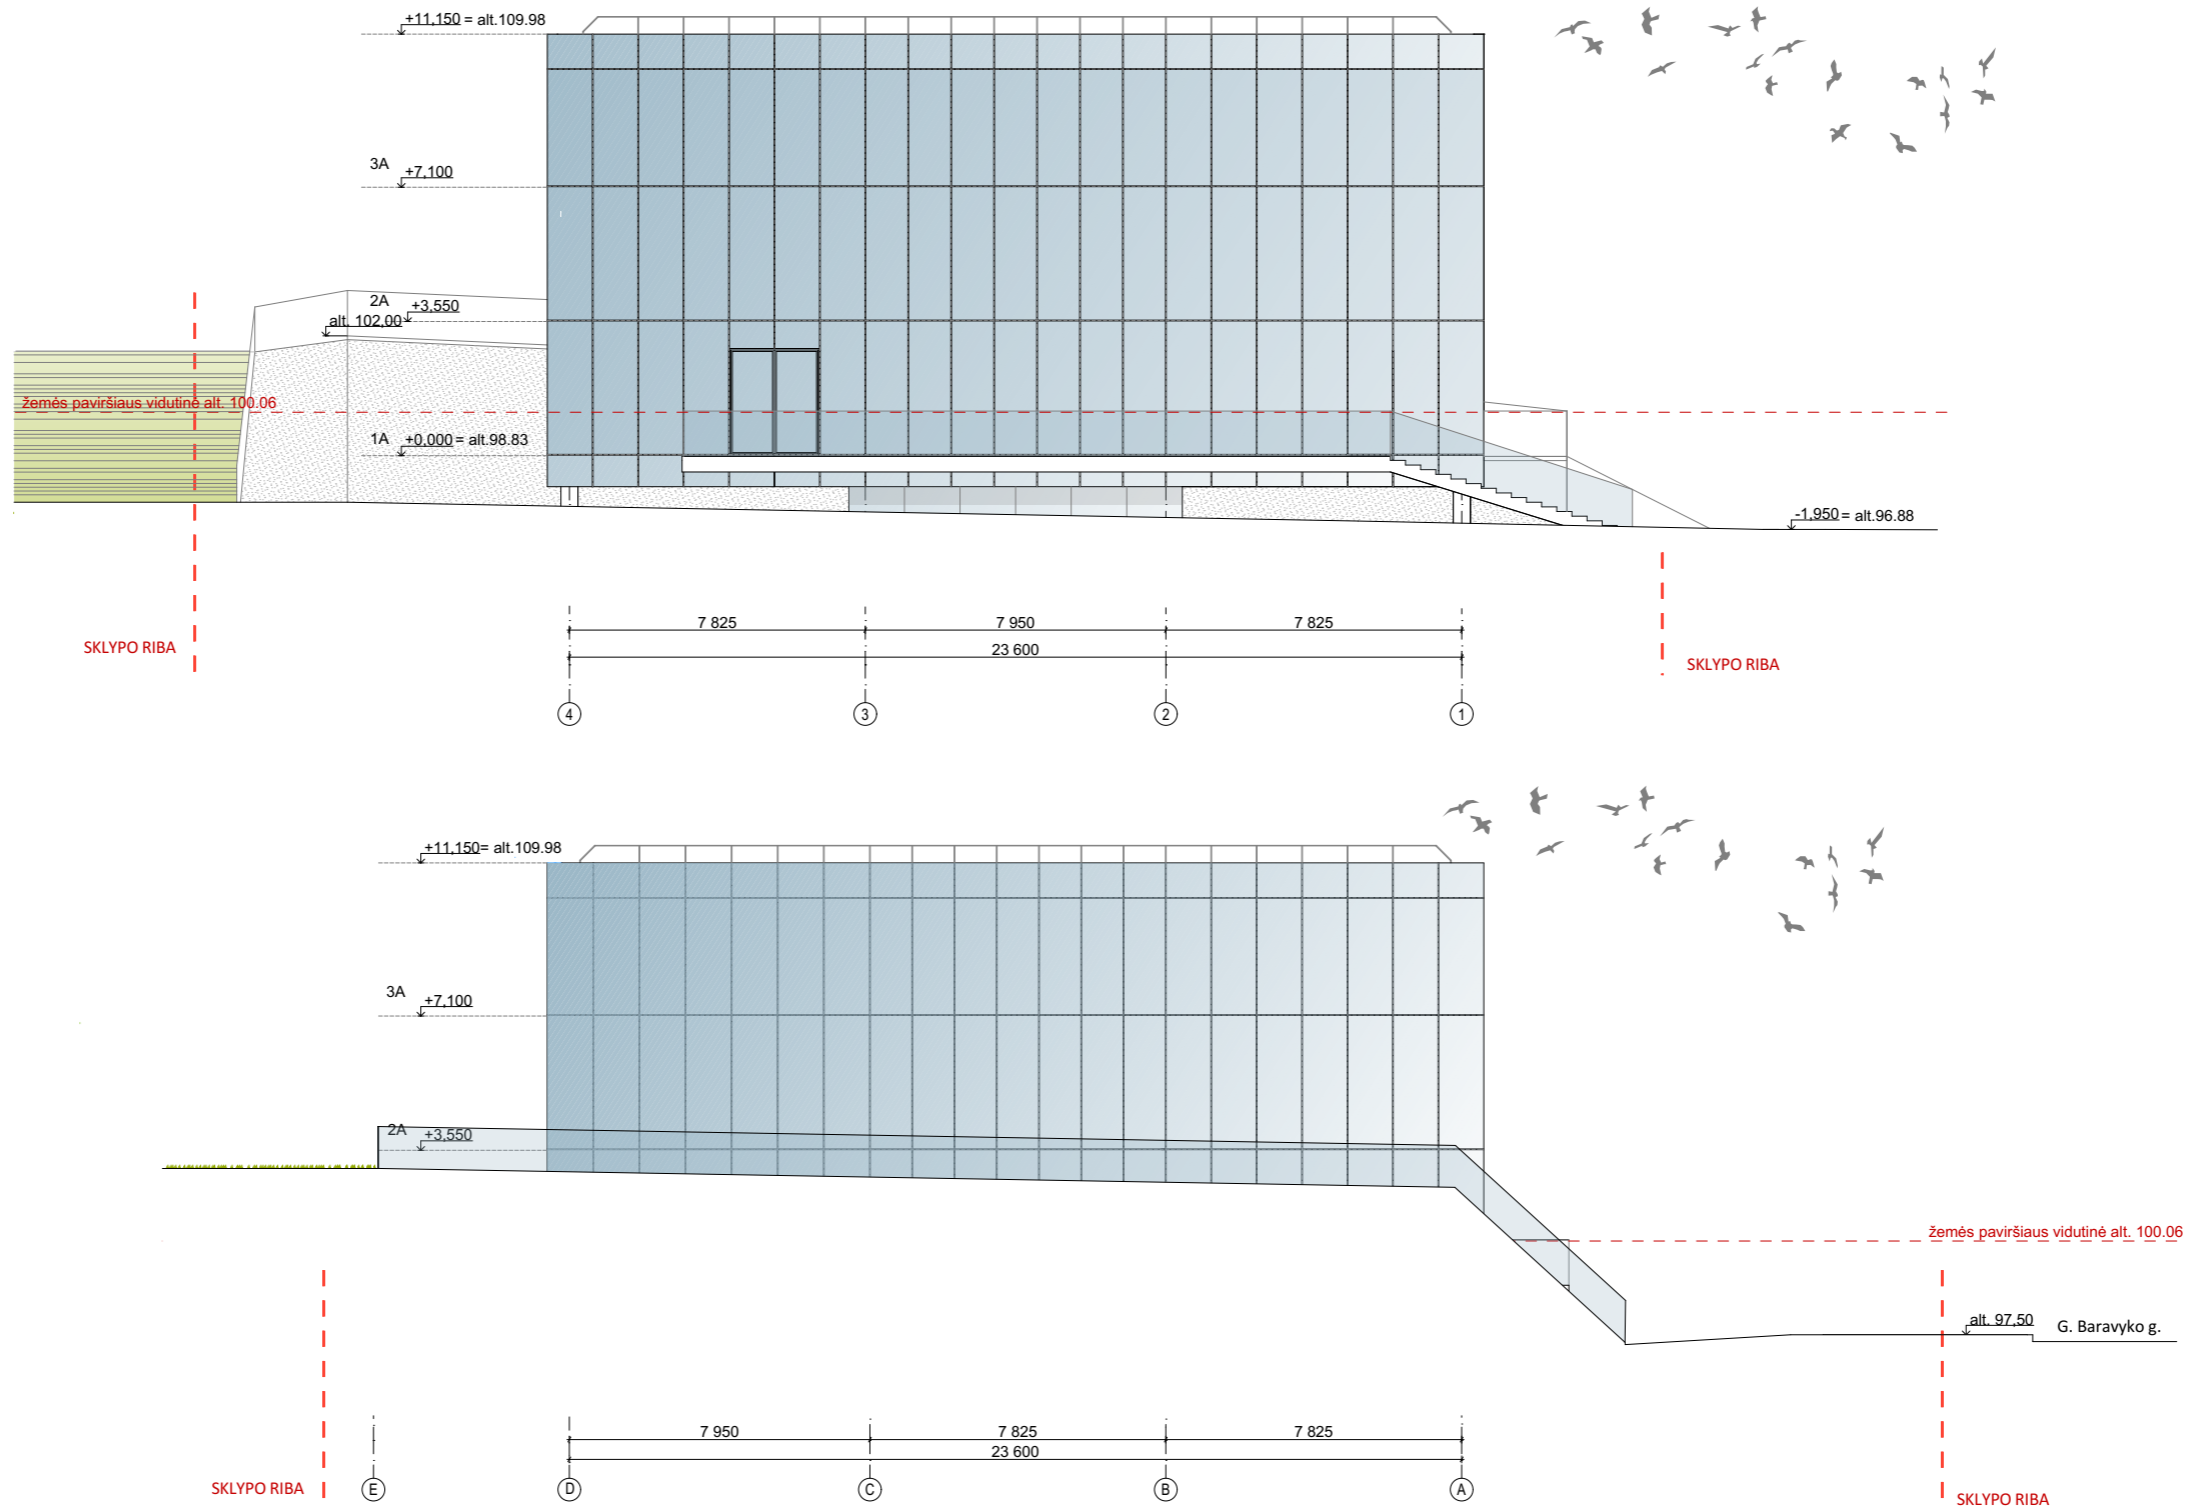 +11,150 = alt.109.98
3A
+7,100
2A
+3,550
alt. 102,00
žemės paviršiaus vidutinė alt. 100.06
1A
+0,000 = alt.98.83
-1,950 = alt.96.88
7 825
7 950
7 825
23 600
SKLYPO RIBA
SKLYPO RIBA
4
3
2
1
+11,150= alt.109.98
3A
+7,100
2A
+3,550
žemės paviršiaus vidutinė alt. 100.06
alt. 97,50
G. Baravyko g.
7 950
7 825
7 825
23 600
SKLYPO RIBA
E
D
C
B
A
SKLYPO RIBA